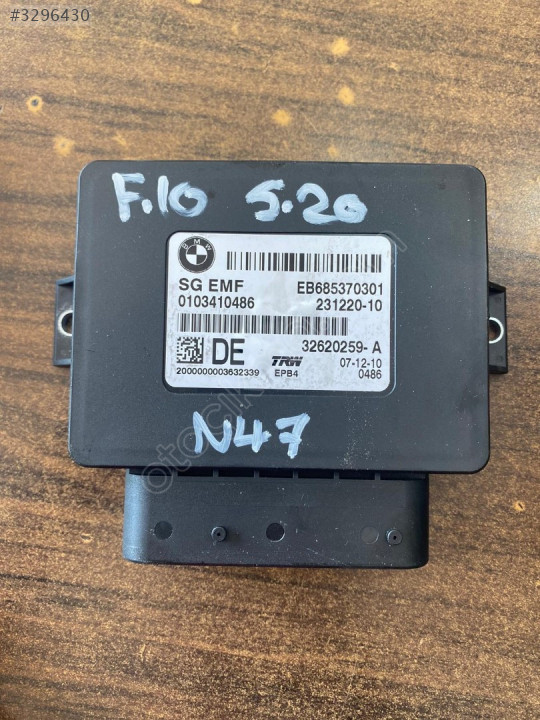 #3296430
F.10 5.20
BMW
SG EMF EB685370301
0103410486 231220-10
DE TRW 32620259- A
EPB4 07-12-10
2000000003632339 0486
N47